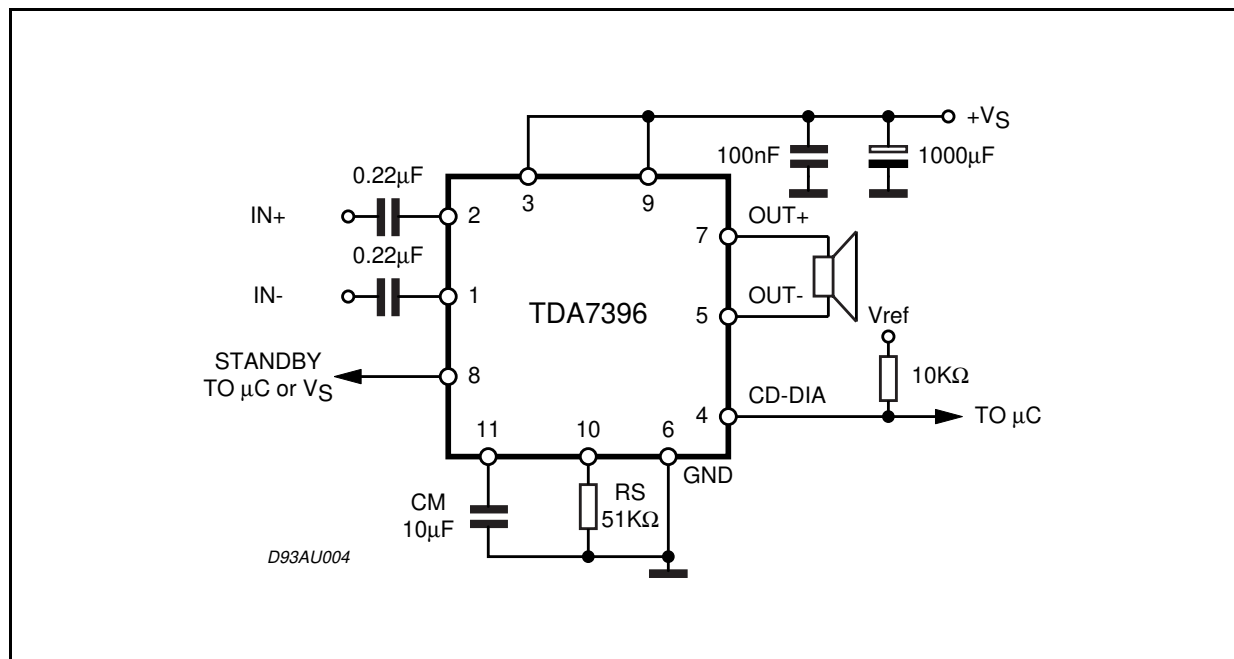 +VS
100nF
1000µF
0.22µF
3
9
IN+
2
OUT+
7
0.22µF
IN-
1
TDA7396
OUT-
5
Vref
STANDBY
TO µC or VS
8
10KΩ
CD-DIA
4
TO µC
11
10
6
GND
CM
10µF
RS
51KΩ
D93AU004